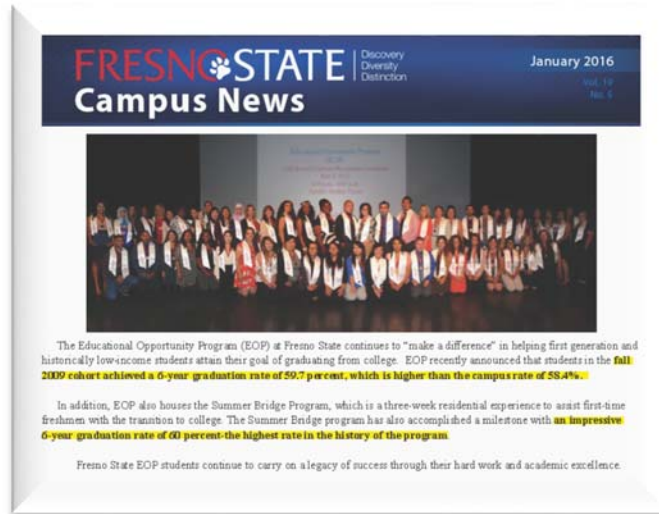 FRESNO STATE
Discovery
Diversity
Distinction
Campus News
January 2016
Vol. 19
The Educational Opportunity Program (EOP) at Fresno State continues to “make a difference” in helping first generation and
historically low-income students attain their goal of graduating from college. EOP recently announced that students in the fall
2009 cohort achieved a 6-year graduation rate of 59.7 percent, which is higher than the campus rate of 58.4%.
In addition, EOP also houses the Summer Bridge Program, which is a three-week residential experience to assist first-time
freshmen with the transition to college. The Summer Bridge program has also accomplished a milestone with an impressive
6-year graduation rate of 60 percent-the highest rate in the history of the program.
Fresno State EOP students continue to carry on a legacy of success through their hard work and academic excellence.